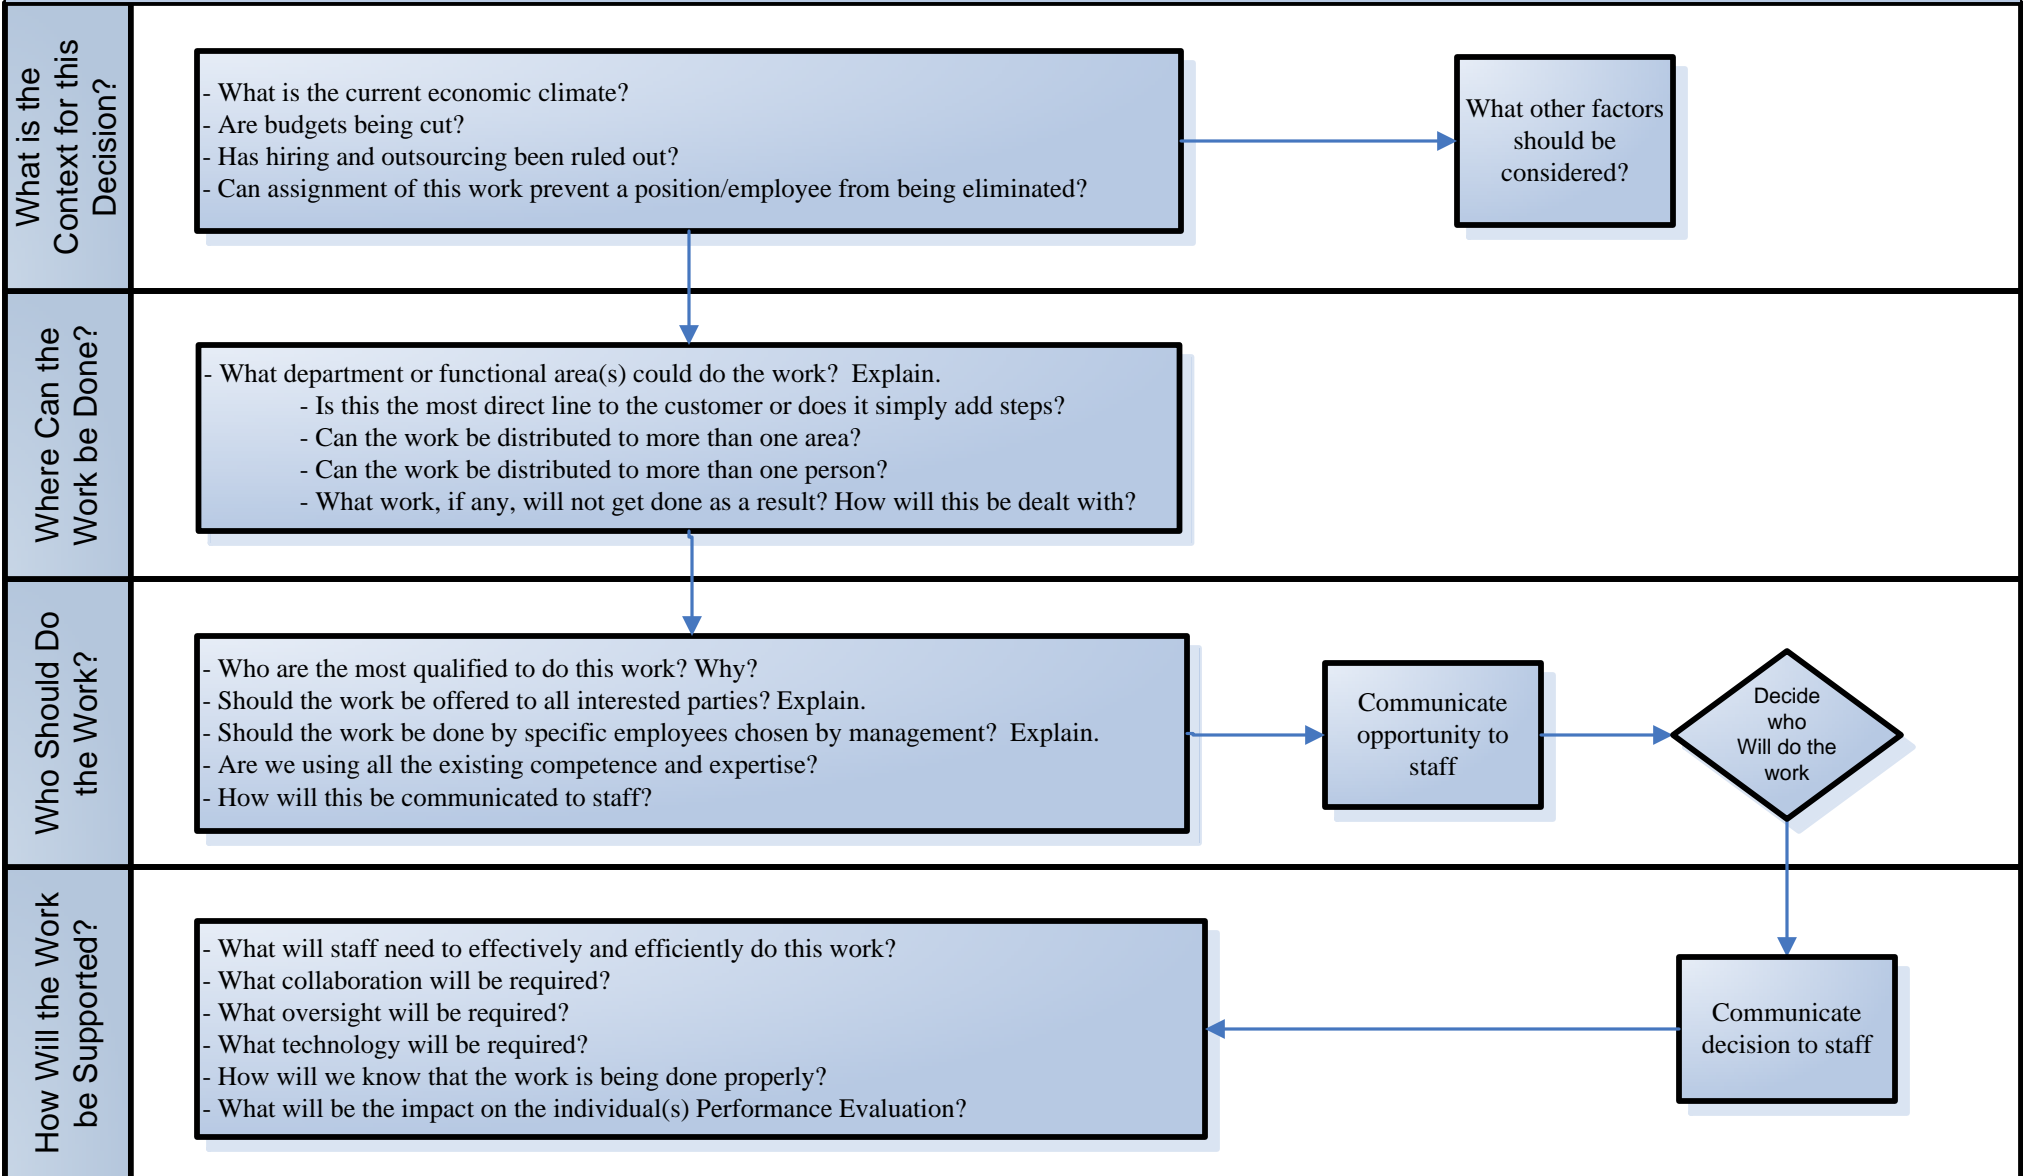 What is the
Context for this
Decision?
- What is the current economic climate?
- Are budgets being cut?
- Has hiring and outsourcing been ruled out?
- Can assignment of this work prevent a position/employee from being eliminated?
What other factors
should be
considered?
Where Can the
Work be Done?
- What department or functional area(s) could do the work?  Explain.
- Is this the most direct line to the customer or does it simply add steps?
- Can the work be distributed to more than one area?
- Can the work be distributed to more than one person?
- What work, if any, will not get done as a result? How will this be dealt with?
Who Should Do
the Work?
- Who are the most qualified to do this work? Why?
- Should the work be offered to all interested parties? Explain.
- Should the work be done by specific employees chosen by management?  Explain.
- Are we using all the existing competence and expertise?
- How will this be communicated to staff?
Communicate
opportunity to
staff
Decide
who
Will do the
work
How Will the Work
be Supported?
- What will staff need to effectively and efficiently do this work?
- What collaboration will be required?
- What oversight will be required?
- What technology will be required?
- How will we know that the work is being done properly?
- What will be the impact on the individual(s) Performance Evaluation?
Communicate
decision to staff